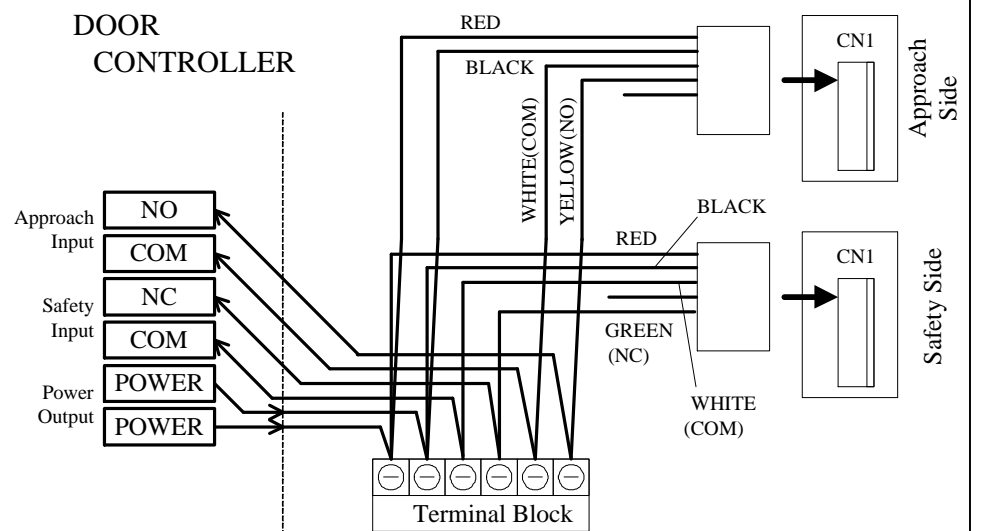 DOOR
CONTROLLER
RED
BLACK
WHITE(COM)
YELLOW(NO)
CN1
Approach
Side
Approach
Input
NO
COM
Safety
Input
NC
COM
Power
Output
POWER
POWER
BLACK
RED
GREEN
(NC)
WHITE
(COM)
CN1
Safety Side
Terminal Block